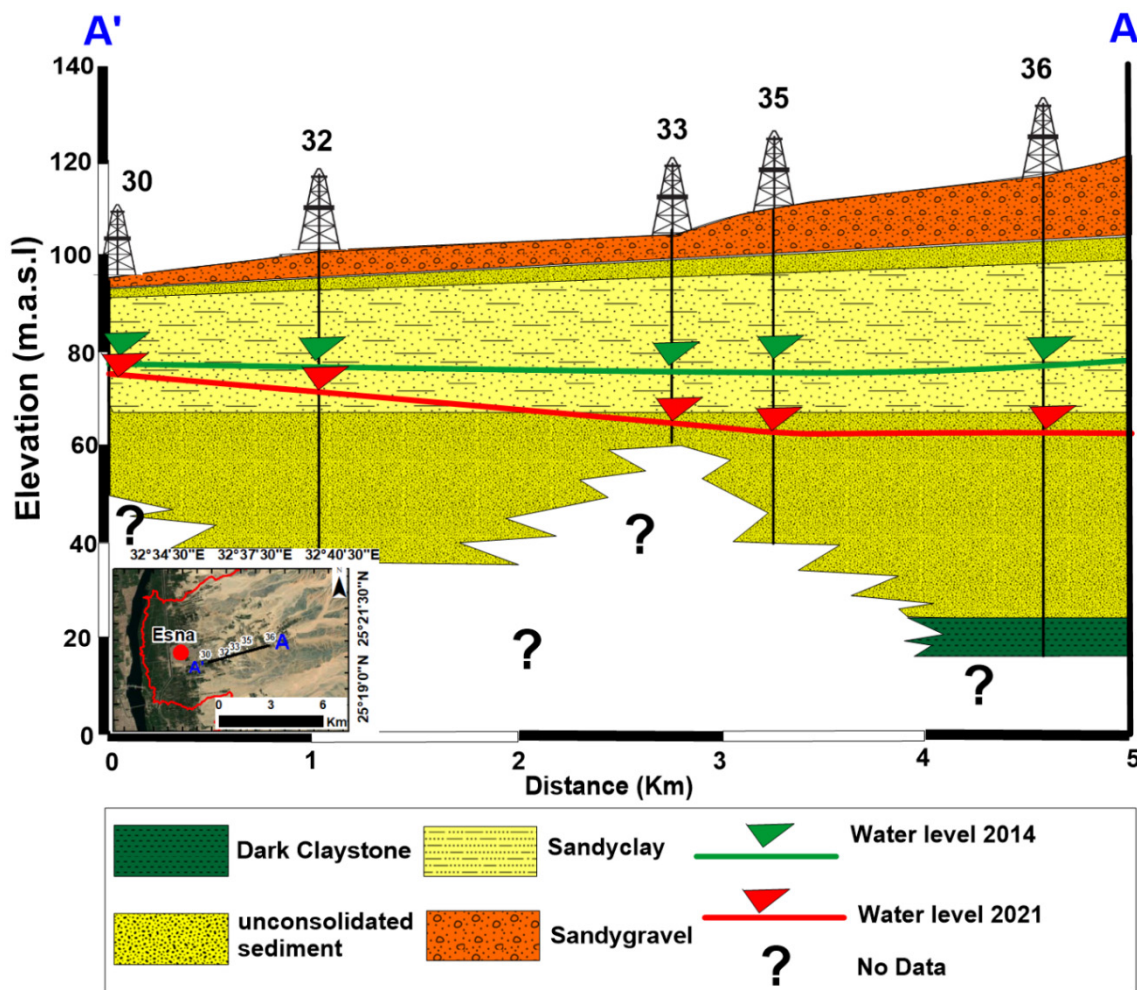 A'
A
140
120
100
80
60
40
20
0
Elevation (m.a.s.l)
30
32
33
35
36
?
?
?
?
32°34'30"E 32°37'30"E 32°40'30"E
25°21'30"N
25°19'0"N
N
Esna
A'
30
32
33
35
36
A
0 3 6
Km
0 1 2 3 4 5
Distance (Km)
Dark Claystone
Sandyclay
Water level 2014
unconsolidated
sediment
Sandygravel
Water level 2021
? No Data